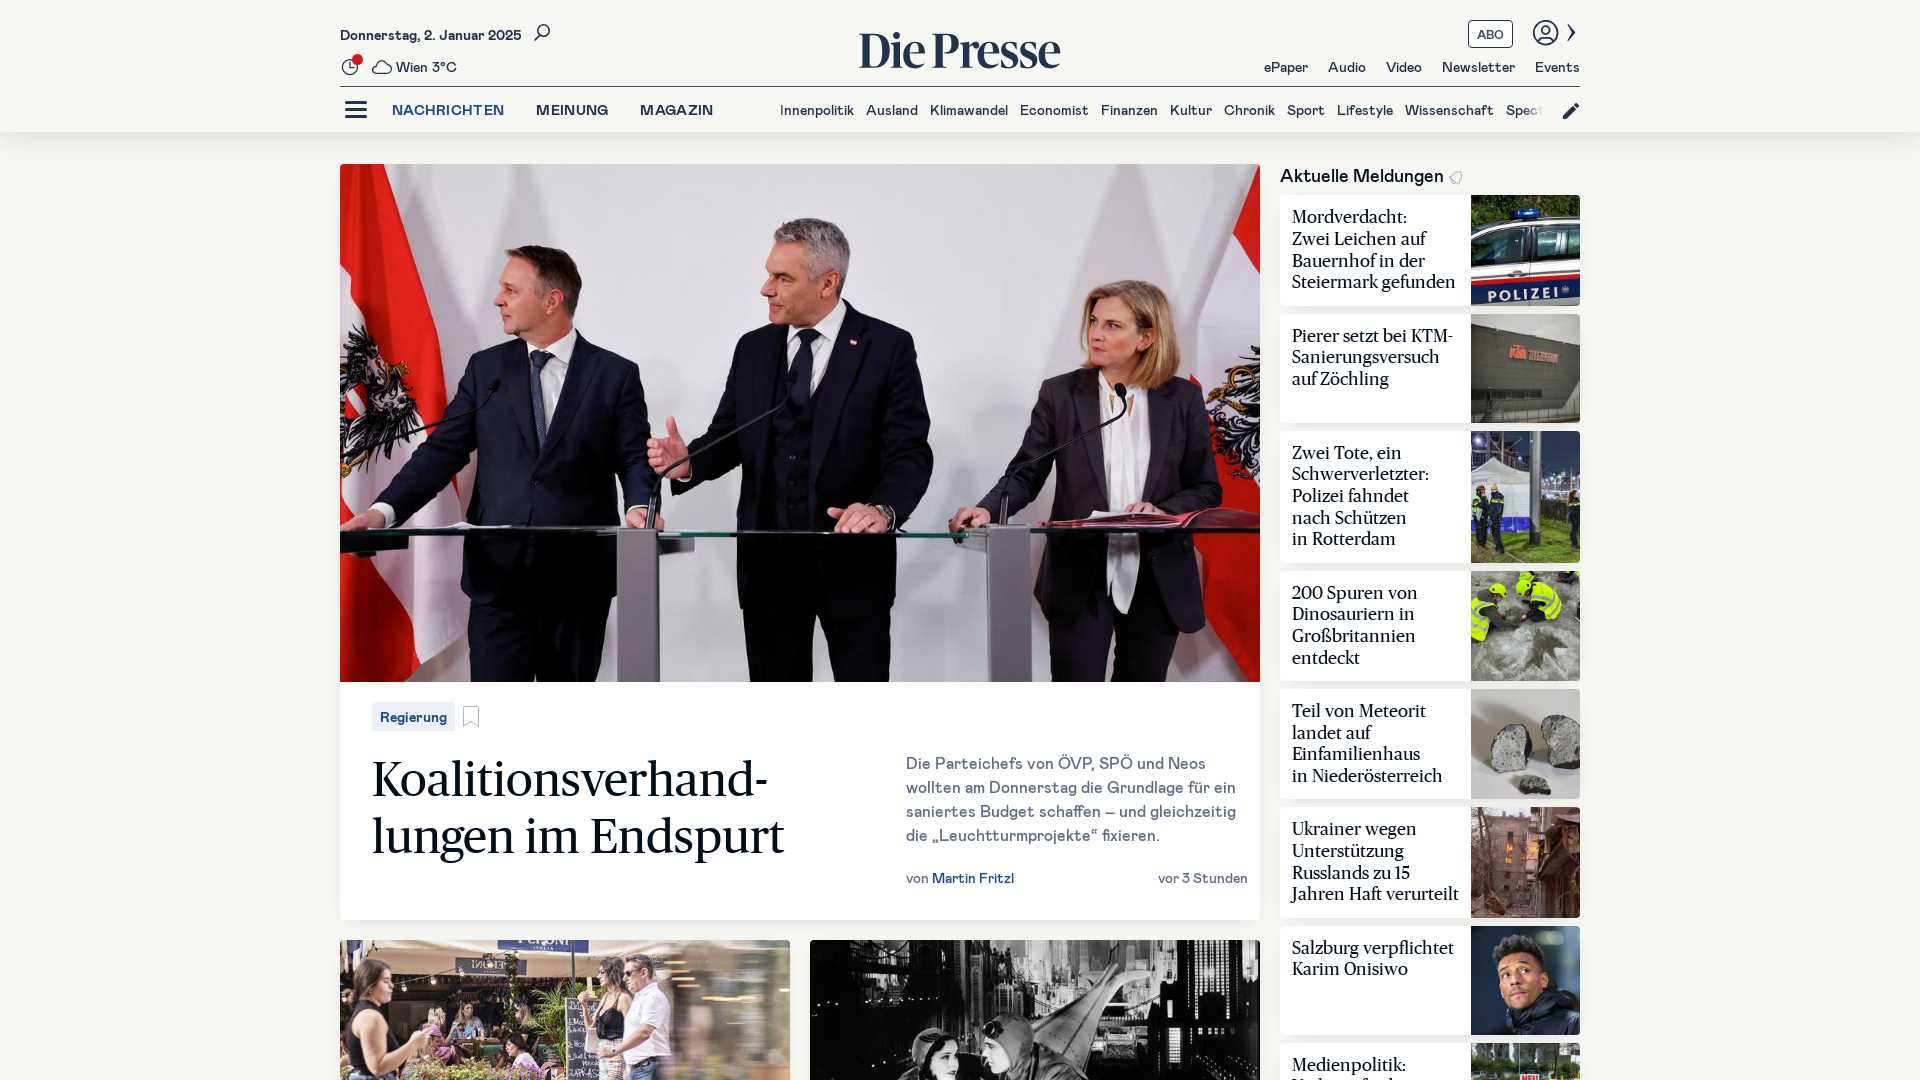 Donnerstag, 2. Januar 2025
Wien 3°C
Die Presse
ABO
ePaper Audio Video Newsletter Events
NACHRICHTEN MEINUNG MAGAZIN
Innenpolitik Ausland Klimawandel Economist Finanzen Kultur Chronik Sport Lifestyle Wissenschaft Spect
Regierung
Koalitionsverhand-
lungen im Endspurt
Die Parteichefs von ÖVP, SPÖ und Neos
wollten am Donnerstag die Grundlage für ein
saniertes Budget schaffen – und gleichzeitig
die „Leuchtturmprojekte“ fixieren.
von Martin Fritzl
vor 3 Stunden
Aktuelle Meldungen
Mordverdacht:
Zwei Leichen auf
Bauernhof in der
Steiermark gefunden
POLIZEI
Pierer setzt bei KTM-
Sanierungsversuch
auf Zöchling
KTM
Zwei Tote, ein
Schwerverletzter:
Polizei fahndet
nach Schützen
in Rotterdam
200 Spuren von
Dinosauriern in
Großbritannien
entdeckt
Teil von Meteorit
landet auf
Einfamilienhaus
in Niederösterreich
Ukrainer wegen
Unterstützung
Russlands zu 15
Jahren Haft verurteilt
Salzburg verpflichtet
Karim Onisiwo
Medienpolitik:
NEU